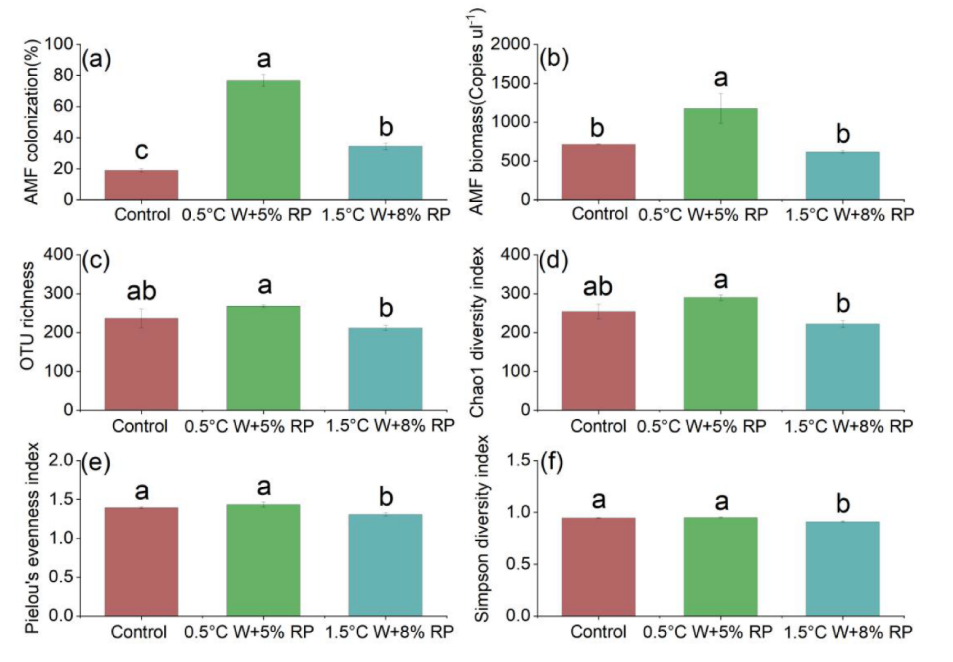 (a)
AMF colonization(%)
100
80
60
40
20
0
c
a
b
Control 0.5°C W+5% RP 1.5°C W+8% RP
(b)
AMF biomass(Copies ul⁻¹)
2000
1500
1000
500
0
b
a
b
Control 0.5°C W+5% RP 1.5°C W+8% RP
(c)
OTU richness
400
300
200
100
0
ab
a
b
Control 0.5°C W+5% RP 1.5°C W+8% RP
(d)
Chao1 diversity index
400
300
200
100
0
ab
a
b
Control 0.5°C W+5% RP 1.5°C W+8% RP
(e)
Pielou's evenness index
2.0
1.5
1.0
0.5
0.0
a
a
b
Control 0.5°C W+5% RP 1.5°C W+8% RP
(f)
Simpson diversity index
1.5
1.0
0.5
0.0
a
a
b
Control 0.5°C W+5% RP 1.5°C W+8% RP